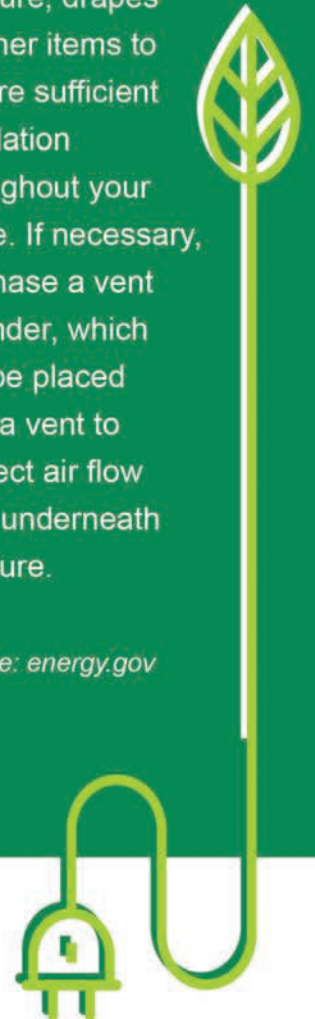 ure, drapes
ner items to
re sufficient
lation
ghout your
e. If necessary,
hase a vent
nder, which
be placed
a vent to
ect air flow
underneath
ure.
e: energy.gov